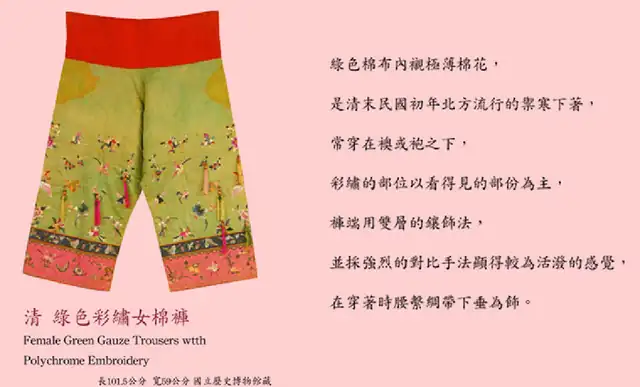 綠色棉布內襯極薄棉花，
是清末民國初年北方流行的禦寒下著，
常穿在襖或袍之下，
彩繡的部位以看得見的部份為主，
褲端用雙層的鑲飾法，
並採強烈的對比手法顯得較為活潑的感覺，
在穿著時腰繫綢帶下垂為飾。
清 綠色彩繡女棉褲
Female Green Gauze Trousers wtth
Polychrome Embroidery
長101.5公分 寬59公分 國立歷史博物館藏